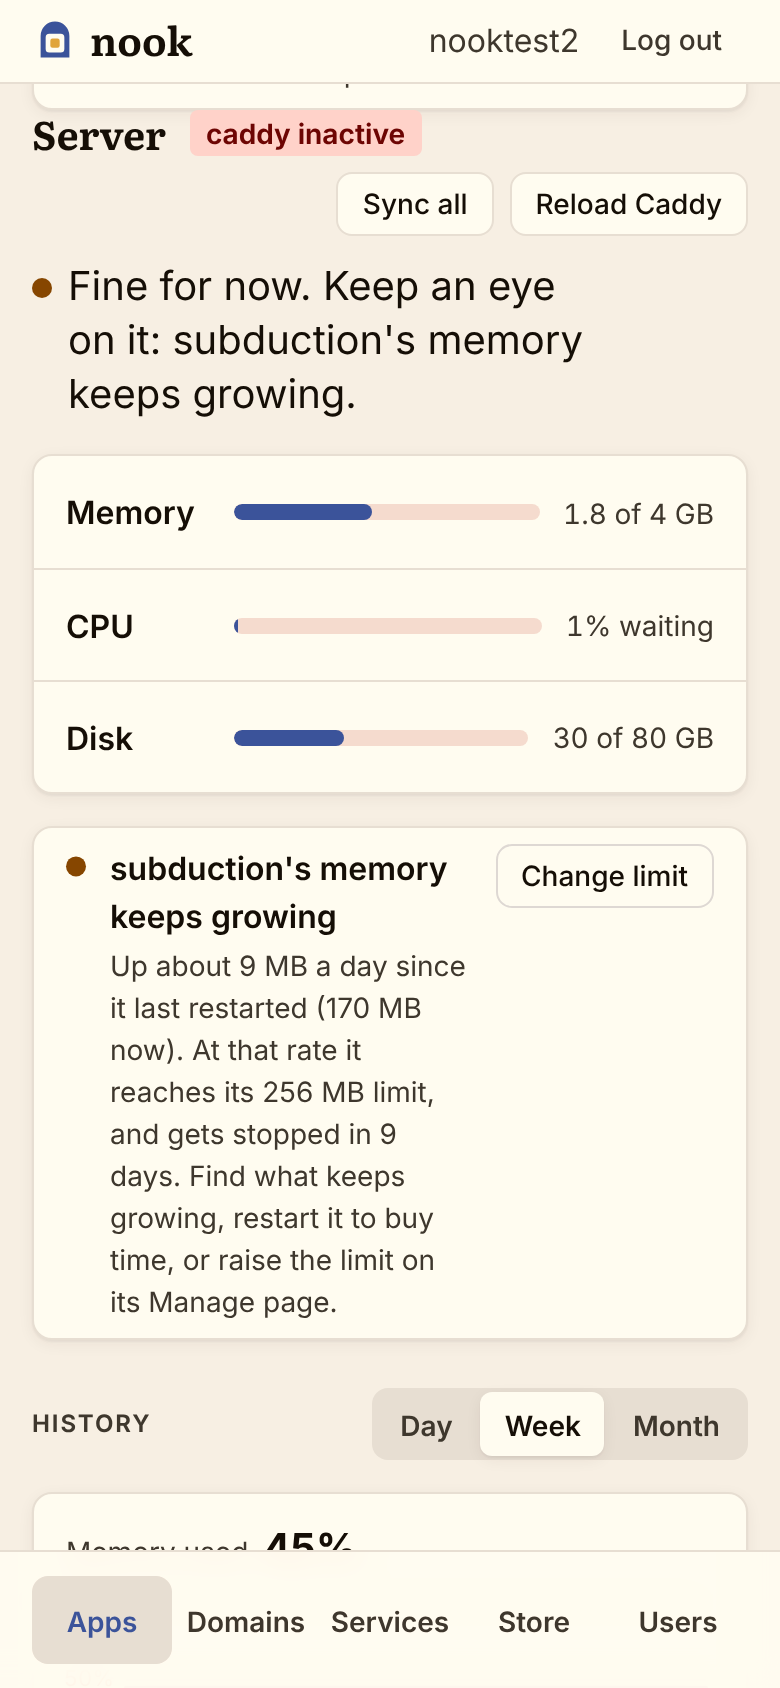 nook
nooktest2
Log out
Server
caddy inactive
Sync all
Reload Caddy
Fine for now. Keep an eye
on it: subduction's memory
keeps growing.
Memory
1.8 of 4 GB
CPU
1% waiting
Disk
30 of 80 GB
subduction's memory
keeps growing
Change limit
Up about 9 MB a day since
it last restarted (170 MB
now). At that rate it
reaches its 256 MB limit,
and gets stopped in 9
days. Find what keeps
growing, restart it to buy
time, or raise the limit on
its Manage page.
HISTORY
Day
Week
Month
Memory used 45%
Apps
Domains
Services
Store
Users